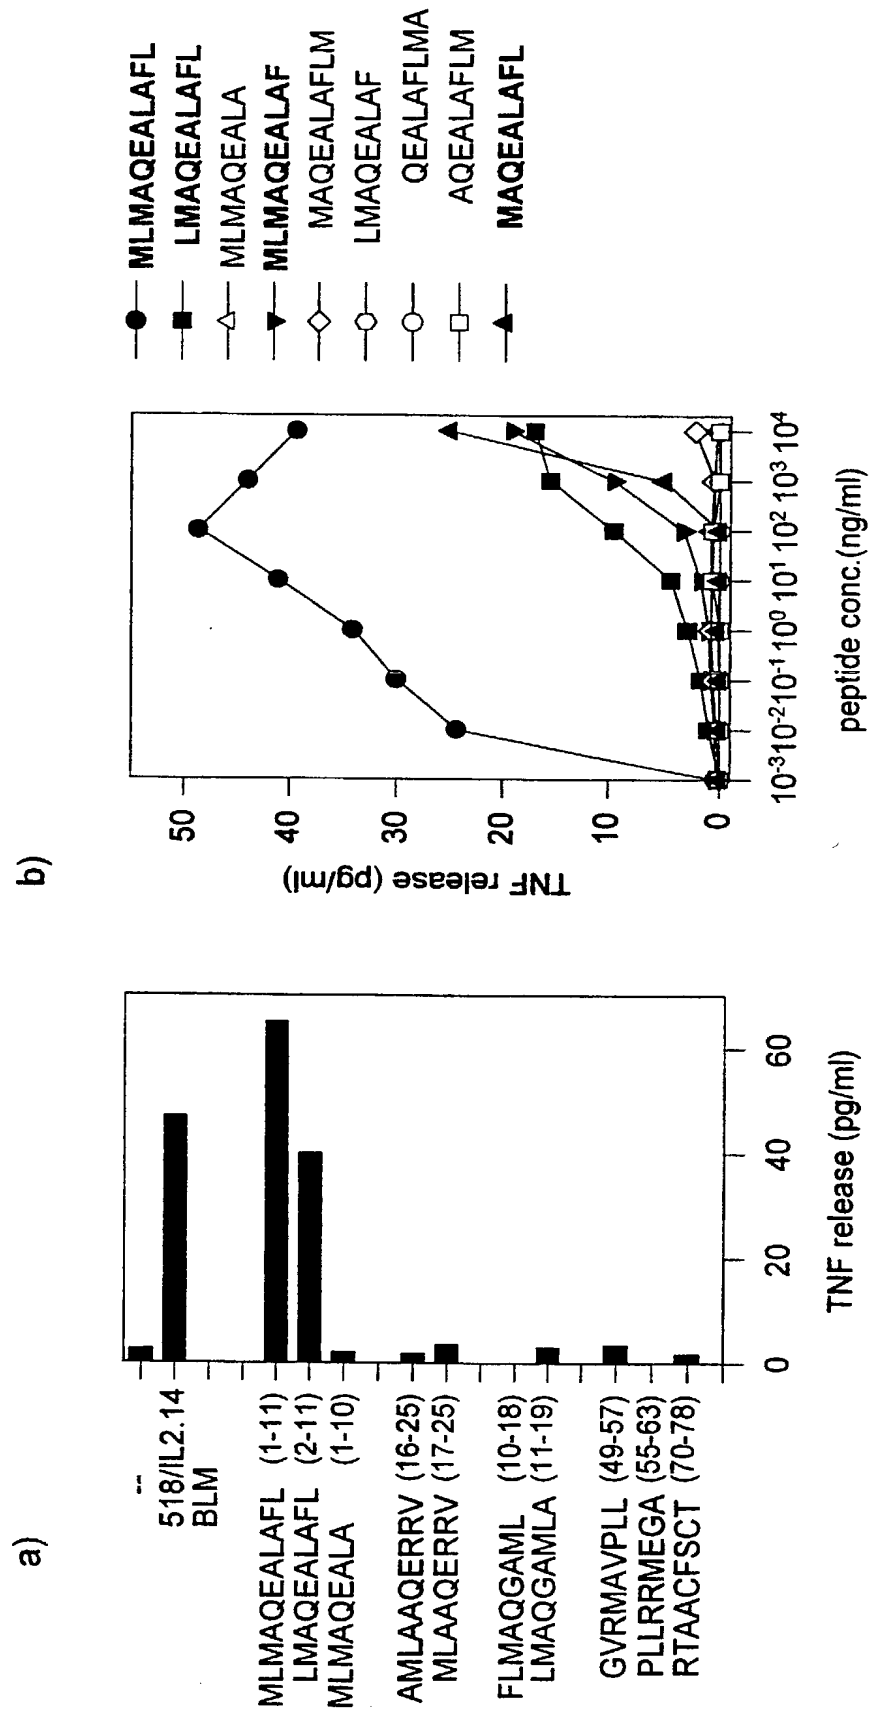 a)
--
518/IL2.14
BLM
MLMAQEALAFL (1-11)
LMAQEALAFL (2-11)
MLMAQEALA (1-10)
AMLAAQERRV (16-25)
MLAAQERRV (17-25)
FLMAQGAML (10-18)
LMAQGAMLA (11-19)
GVRMAVPLL (49-57)
PLLRRMEGA (55-63)
RTAACFSCT (70-78)
0 20 40 60
TNF release (pg/ml)
b)
TNF release (pg/ml)
50
40
30
20
10
0
10-3 10-2 10-1 100 101 102 103 104
peptide conc.(ng/ml)
MLMAQEALAFL
LMAQEALAFL
MLMAQEALA
MLMAQEALAF
MAQEALAFLM
LMAQEALAF
QEALAFLMA
AQEALAFLM
MAQEALAFL